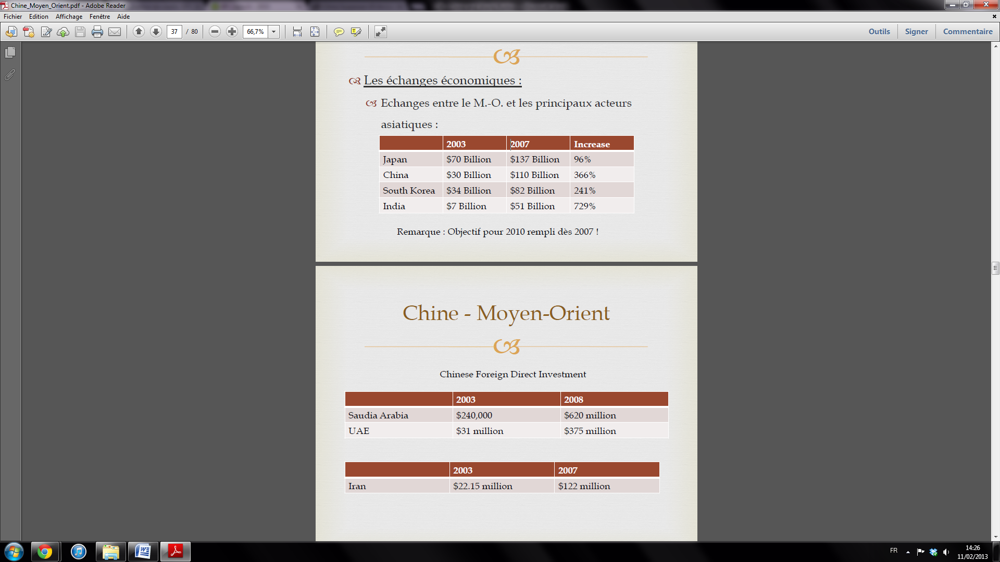 Chine_Moyen_Orient.pdf - Adobe Reader
Fichier Edition Affichage Fenêtre Aide
37 / 80 66,7% Outils Signer Commentaire
Les échanges économiques :
Echanges entre le M.-O. et les principaux acteurs
asiatiques :
2003 2007 Increase
Japan $70 Billion $137 Billion 96%
China $30 Billion $110 Billion 366%
South Korea $34 Billion $82 Billion 241%
India $7 Billion $51 Billion 729%
Remarque : Objectif pour 2010 rempli dès 2007 !
Chine - Moyen-Orient
Chinese Foreign Direct Investment
2003 2008
Saudia Arabia $240,000 $620 million
UAE $31 million $375 million
2003 2007
Iran $22.15 million $122 million
FR 14:26
11/02/2013